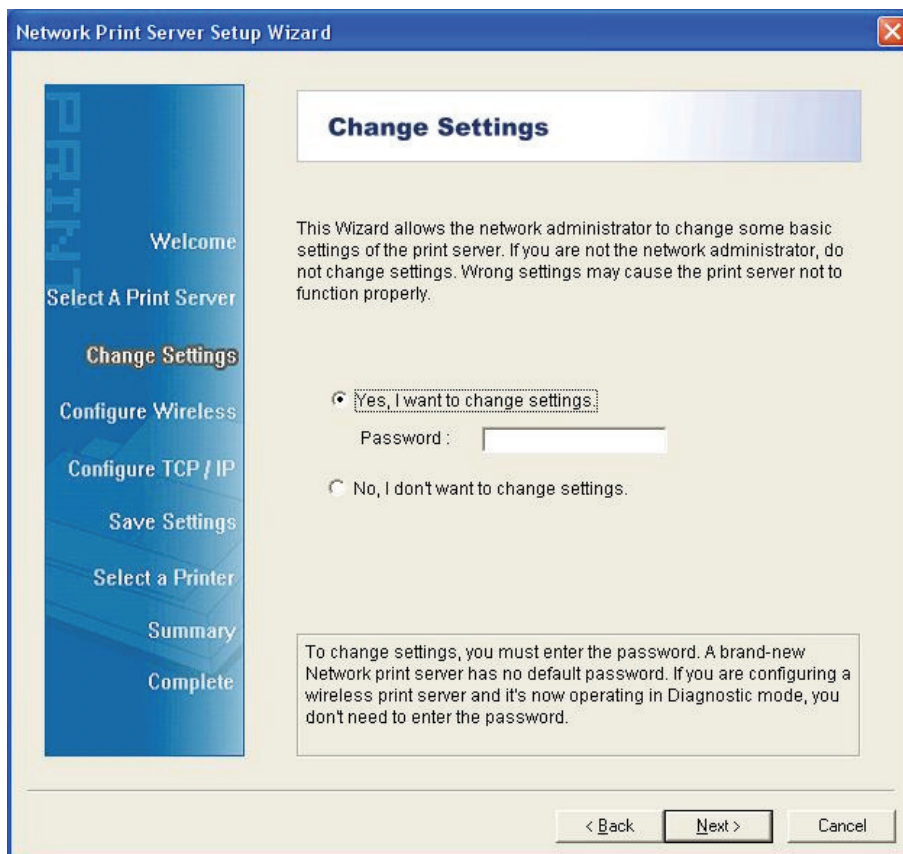 Network Print Server Setup Wizard
PRINT
Welcome
Select A Print Server
Change Settings
Configure Wireless
Configure TCP / IP
Save Settings
Select a Printer
Summary
Complete
Change Settings
This Wizard allows the network administrator to change some basic
settings of the print server. If you are not the network administrator, do
not change settings. Wrong settings may cause the print server not to
function properly.
Yes, I want to change settings.
Password :
No, I don't want to change settings.
To change settings, you must enter the password. A brand-new
Network print server has no default password. If you are configuring a
wireless print server and it's now operating in Diagnostic mode, you
don't need to enter the password.
< Back
Next >
Cancel